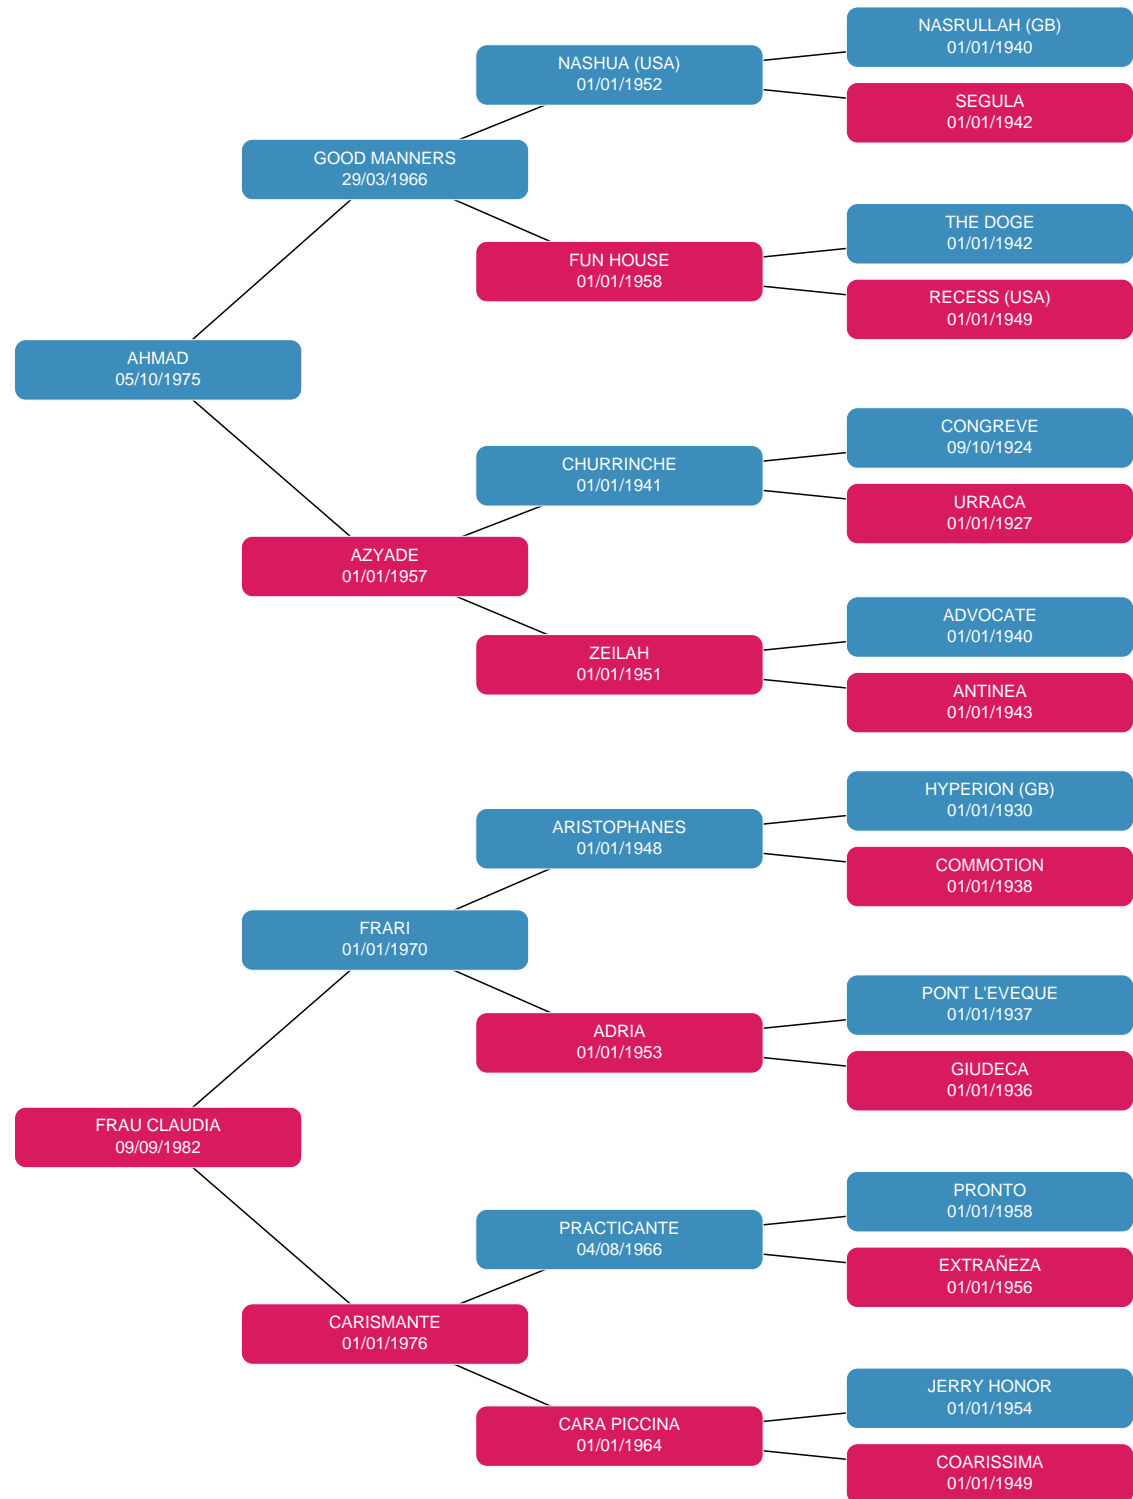 NASRULLAH (GB)
01/01/1940
NASHUA (USA)
01/01/1952
SEGULA
01/01/1942
GOOD MANNERS
29/03/1966
THE DOGE
01/01/1942
FUN HOUSE
01/01/1958
RECESS (USA)
01/01/1949
AHMAD
05/10/1975
CONGREVE
09/10/1924
CHURRINCHE
01/01/1941
URRACA
01/01/1927
AZYADE
01/01/1957
ADVOCATE
01/01/1940
ZEILAH
01/01/1951
ANTINEA
01/01/1943
HYPERION (GB)
01/01/1930
ARISTOPHANES
01/01/1948
COMMOTION
01/01/1938
FRARI
01/01/1970
PONT L'EVEQUE
01/01/1937
ADRIA
01/01/1953
GIUDECA
01/01/1936
FRAU CLAUDIA
09/09/1982
PRONTO
01/01/1958
PRACTICANTE
04/08/1966
EXTRAÑEZA
01/01/1956
CARISMANTE
01/01/1976
JERRY HONOR
01/01/1954
CARA PICCINA
01/01/1964
COARISSIMA
01/01/1949